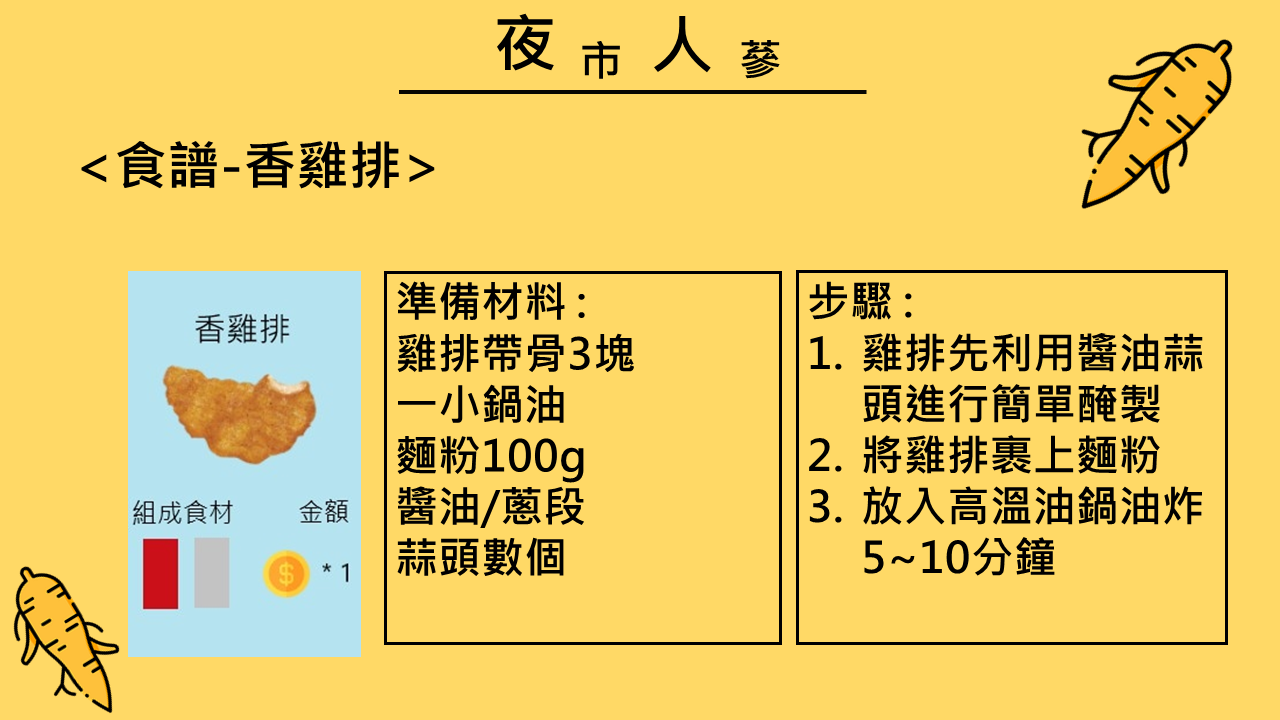 夜市人蔘
<食譜-香雞排>
香雞排
組成食材 金額
$ * 1
準備材料:
雞排帶骨3塊
一小鍋油
麵粉100g
醬油/蔥段
蒜頭數個
步驟:
1. 雞排先利用醬油蒜
頭進行簡單醃製
2. 將雞排裹上麵粉
3. 放入高溫油鍋油炸
5~10分鐘